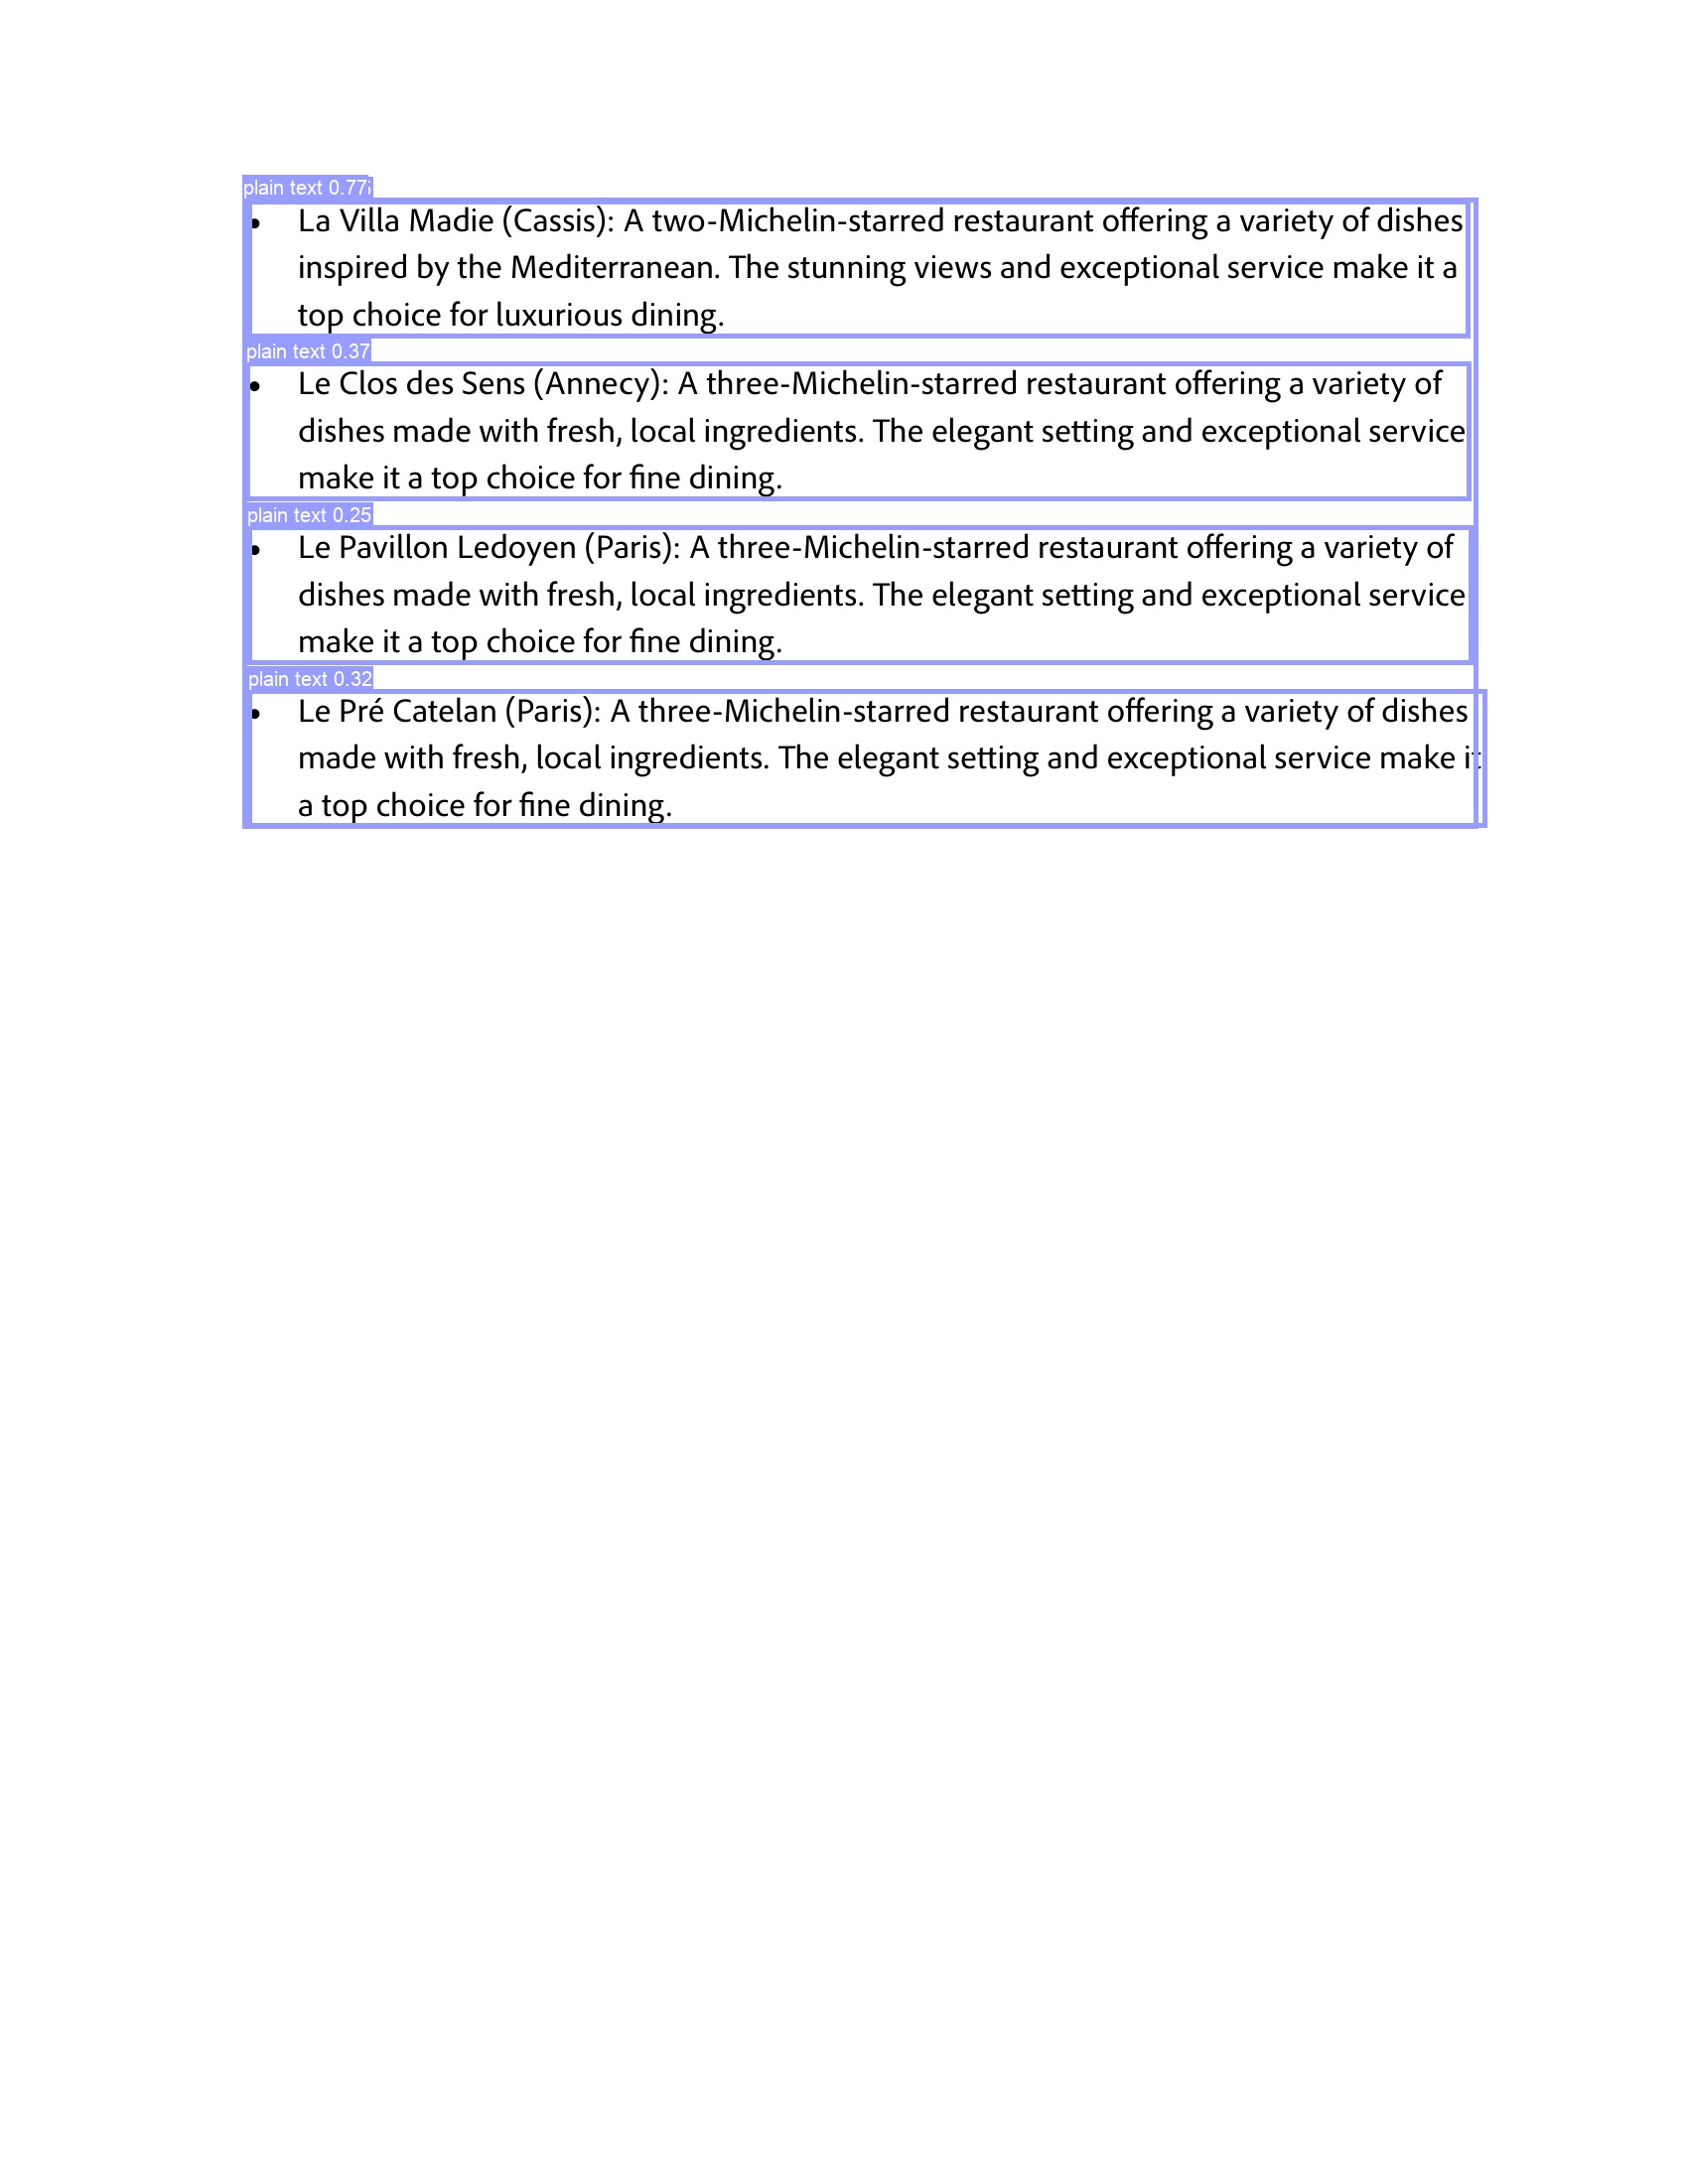 plain text 0.77
• La Villa Madie (Cassis): A two-Michelin-starred restaurant offering a variety of dishes
inspired by the Mediterranean. The stunning views and exceptional service make it a
top choice for luxurious dining.
plain text 0.37
• Le Clos des Sens (Annecy): A three-Michelin-starred restaurant offering a variety of
dishes made with fresh, local ingredients. The elegant setting and exceptional service
make it a top choice for fine dining.
plain text 0.25
• Le Pavillon Ledoyen (Paris): A three-Michelin-starred restaurant offering a variety of
dishes made with fresh, local ingredients. The elegant setting and exceptional service
make it a top choice for fine dining.
plain text 0.32
• Le Pré Catelan (Paris): A three-Michelin-starred restaurant offering a variety of dishes
made with fresh, local ingredients. The elegant setting and exceptional service make it
a top choice for fine dining.